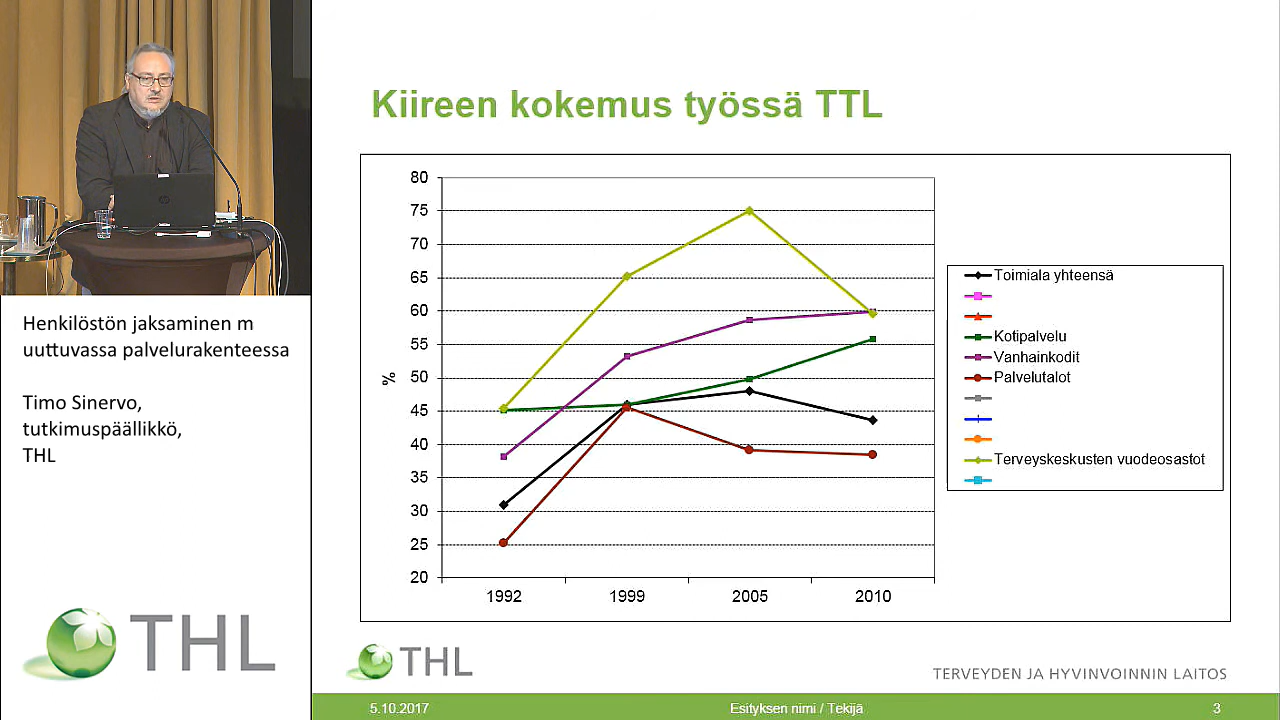 Henkilöstön jaksaminen m
uuttuvassa palvelurakenteessa
Timo Sinervo,
tutkimuspäällikkö,
THL
THL
Kiireen kokemus työssä TTL
80
75
70
65
60
55
50
45
40
35
30
25
20
%
1992
1999
2005
2010
Toimiala yhteensä
Kotipalvelu
Vanhainkodit
Palvelutalot
Terveyskeskusten vuodeosastot
THL
TERVEYDEN JA HYVINVOINNIN LAITOS
5.10.2017
Esityksen nimi / Tekijä
3